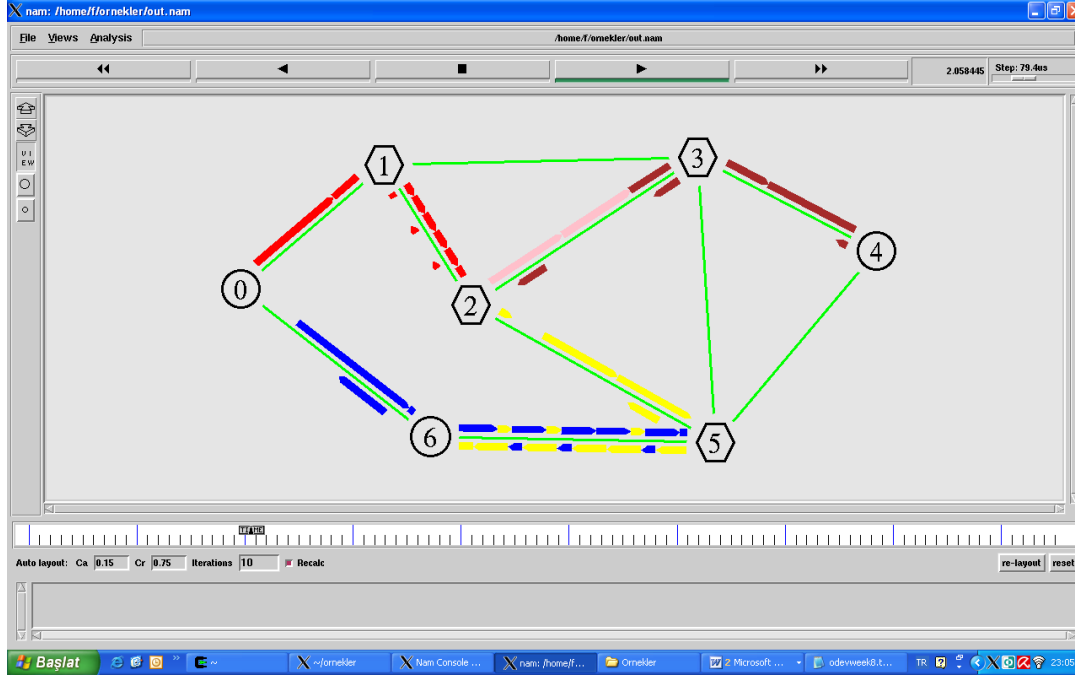 nam: /home/f/ornekler/out.nam
File Views Analysis /home/f/ornekler/out.nam
2.058445 Step: 79.4us
V I
E W
1
3
0
4
2
6
5
TIME
Auto layout: Ca 0.15 Cr 0.75 Iterations 10 Recalc re-layout reset
Başlat ~ ~/ornekler Nam Console ... nam: /home/f... Ornekler 2 Microsoft ... odevweek8.t... TR 23:05